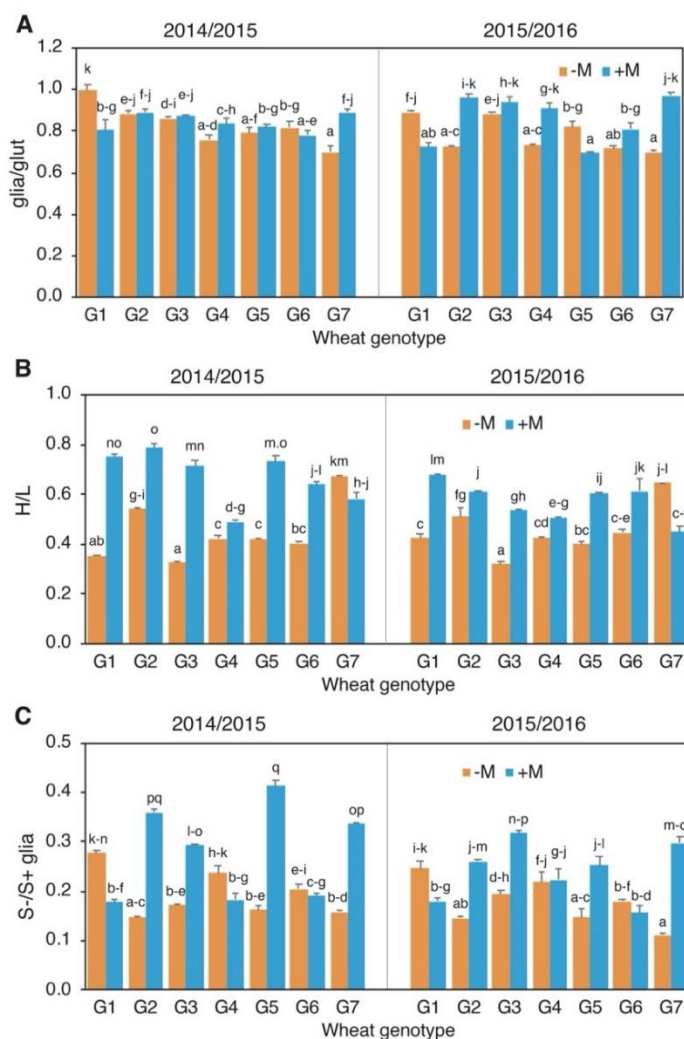 A
2014/2015 2015/2016
1.2
1.0
0.8
0.6
0.4
0.2
0.0
glia/glut
-M +M
k b-g e-j f-j d-i e-j a-d c-h a-f b-g b-g a-e a f-j
f-j ab a-c i-k e-j h-k a-c g-k b-g a ab b-g a j-k
G1 G2 G3 G4 G5 G6 G7 G1 G2 G3 G4 G5 G6 G7
Wheat genotype
B
2014/2015 2015/2016
1.0
0.8
0.6
0.4
0.2
0.0
H/L
-M +M
ab no g-i o a mn c d-g c m.o bc j-l km h-j
c lm fg j a gh cd e-g bc ij c-e jk j-l c-
G1 G2 G3 G4 G5 G6 G7 G1 G2 G3 G4 G5 G6 G7
Wheat genotype
C
2014/2015 2015/2016
0.5
0.4
0.3
0.2
0.1
0.0
S-/S+ glia
-M +M
k-n b-f a-c pq b-e l-o h-k b-g b-e q e-i c-g b-d op
i-k b-g ab j-m d-h n-p f-j g-j a-c j-l b-f b-d a
G1 G2 G3 G4 G5 G6 G7 G1 G2 G3 G4 G5 G6 G7
Wheat genotype